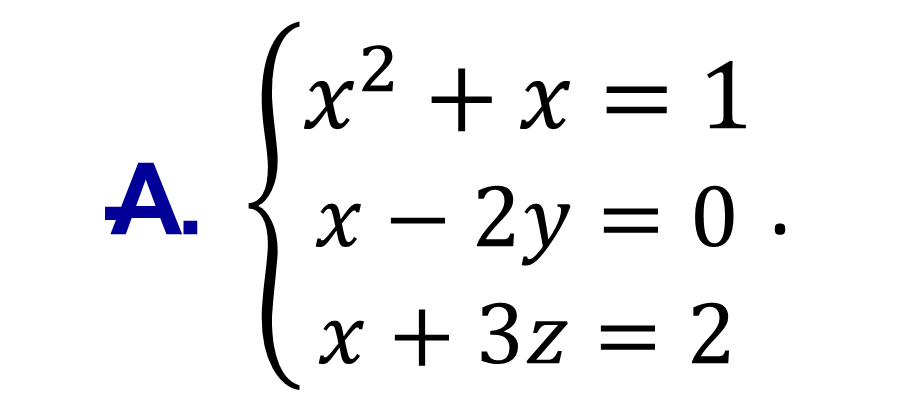 A.
x² + x = 1
x − 2y = 0 .
x + 3z = 2